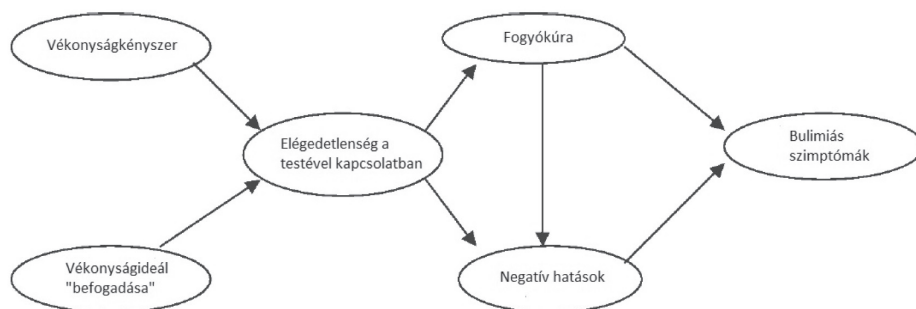 Vékonyságkényszer
Fogyókúra
Elégedetlenség a
testével kapcsolatban
Bulimiás
szimptómák
Vékonyságideál
"befogadása"
Negatív hatások